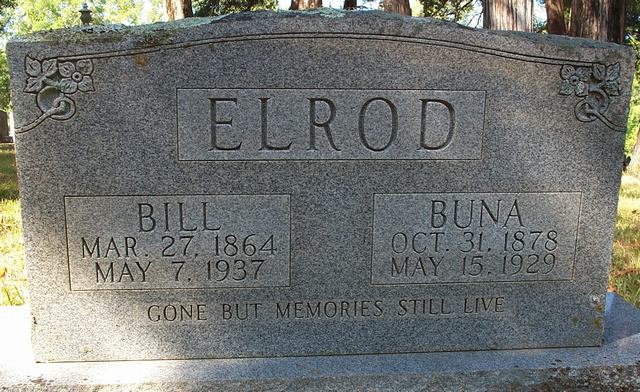 ELROD
BILL
MAR. 27, 1864
MAY 7, 1937
BUNA
OCT. 31, 1878
MAY 15, 1929
GONE BUT MEMORIES STILL LIVE